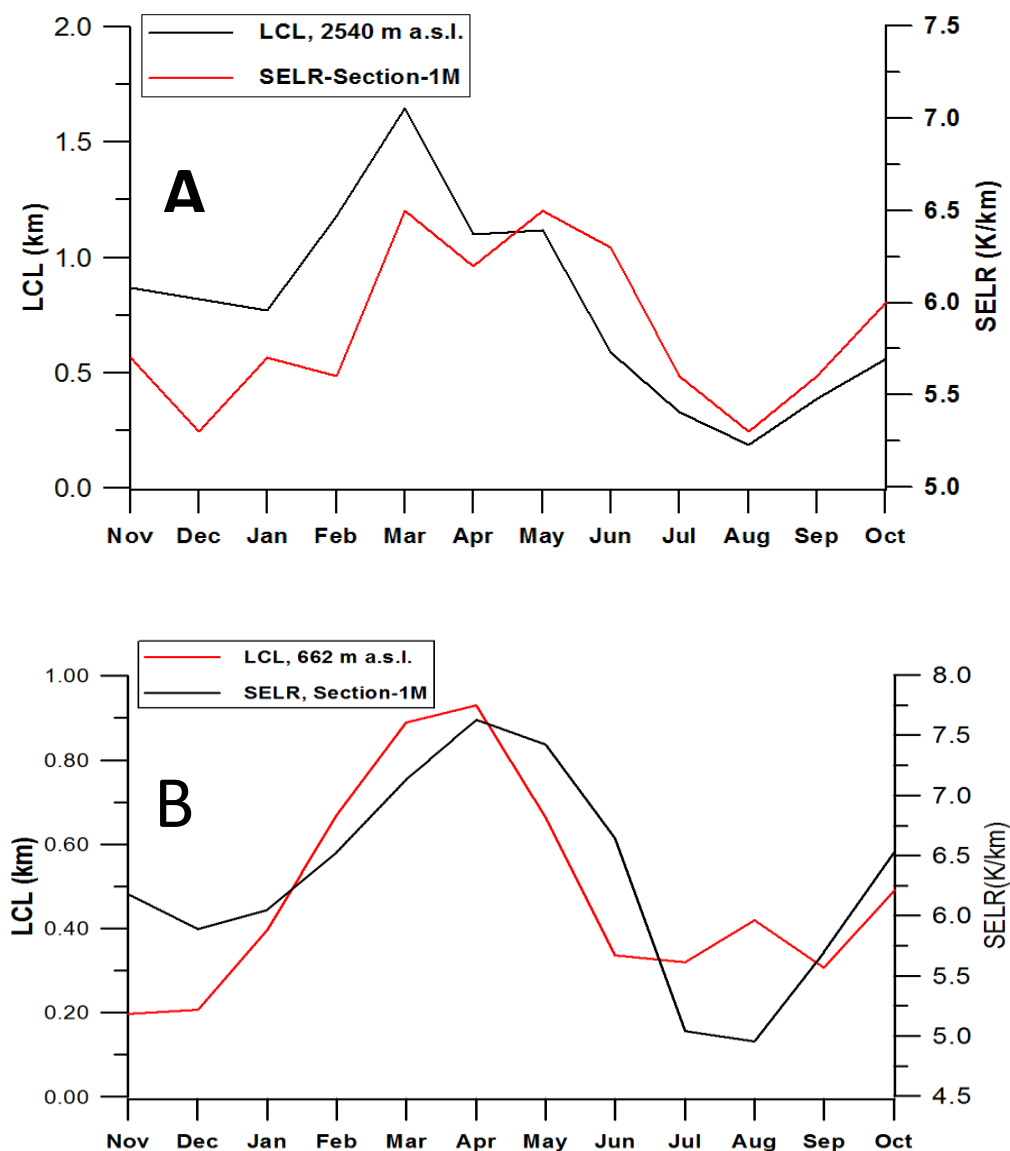 LCL, 2540 m a.s.l.
SELR-Section-1M
A
LCL (km)
2.0
1.5
1.0
0.5
0.0
SELR (K/km)
7.5
7.0
6.5
6.0
5.5
5.0
Nov Dec Jan Feb Mar Apr May Jun Jul Aug Sep Oct
LCL, 662 m a.s.l.
SELR, Section-1M
B
LCL (km)
1.00
0.80
0.60
0.40
0.20
0.00
SELR(K/km)
8.0
7.5
7.0
6.5
6.0
5.5
5.0
4.5
Nov Dec Jan Feb Mar Apr May Jun Jul Aug Sep Oct